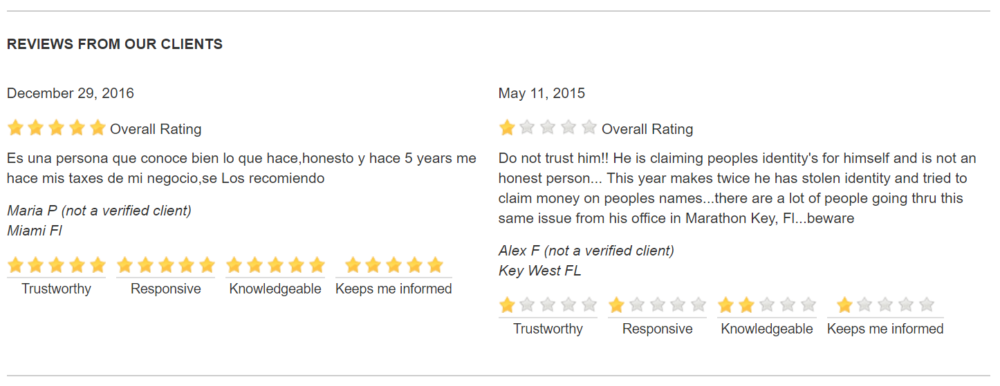 REVIEWS FROM OUR CLIENTS
December 29, 2016
Overall Rating
Es una persona que conoce bien lo que hace,honesto y hace 5 years me
hace mis taxes de mi negocio,se Los recomiendo
Maria P (not a verified client)
Miami Fl
Trustworthy Responsive Knowledgeable Keeps me informed
May 11, 2015
Overall Rating
Do not trust him!! He is claiming peoples identity's for himself and is not an
honest person... This year makes twice he has stolen identity and tried to
claim money on peoples names...there are a lot of people going thru this
same issue from his office in Marathon Key, Fl...beware
Alex F (not a verified client)
Key West FL
Trustworthy Responsive Knowledgeable Keeps me informed